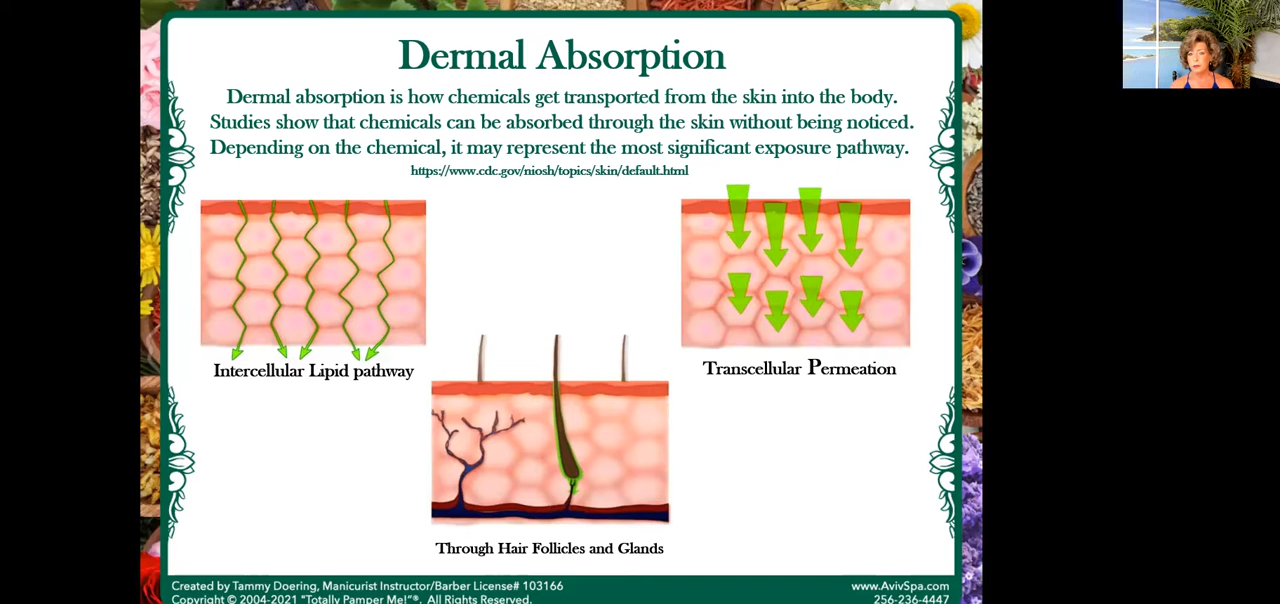 Dermal Absorption
Dermal absorption is how chemicals get transported from the skin into the body.
Studies show that chemicals can be absorbed through the skin without being noticed.
Depending on the chemical, it may represent the most significant exposure pathway.
https://www.cdc.gov/niosh/topics/skin/default.html
Intercellular Lipid pathway
Transcellular Permeation
Through Hair Follicles and Glands
Created by Tammy Doering, Manicurist Instructor/Barber License# 103166
Copyright © 2004-2021 "Totally Pamper Me!"®. All Rights Reserved.
www.AvivSpa.com
256-236-4447